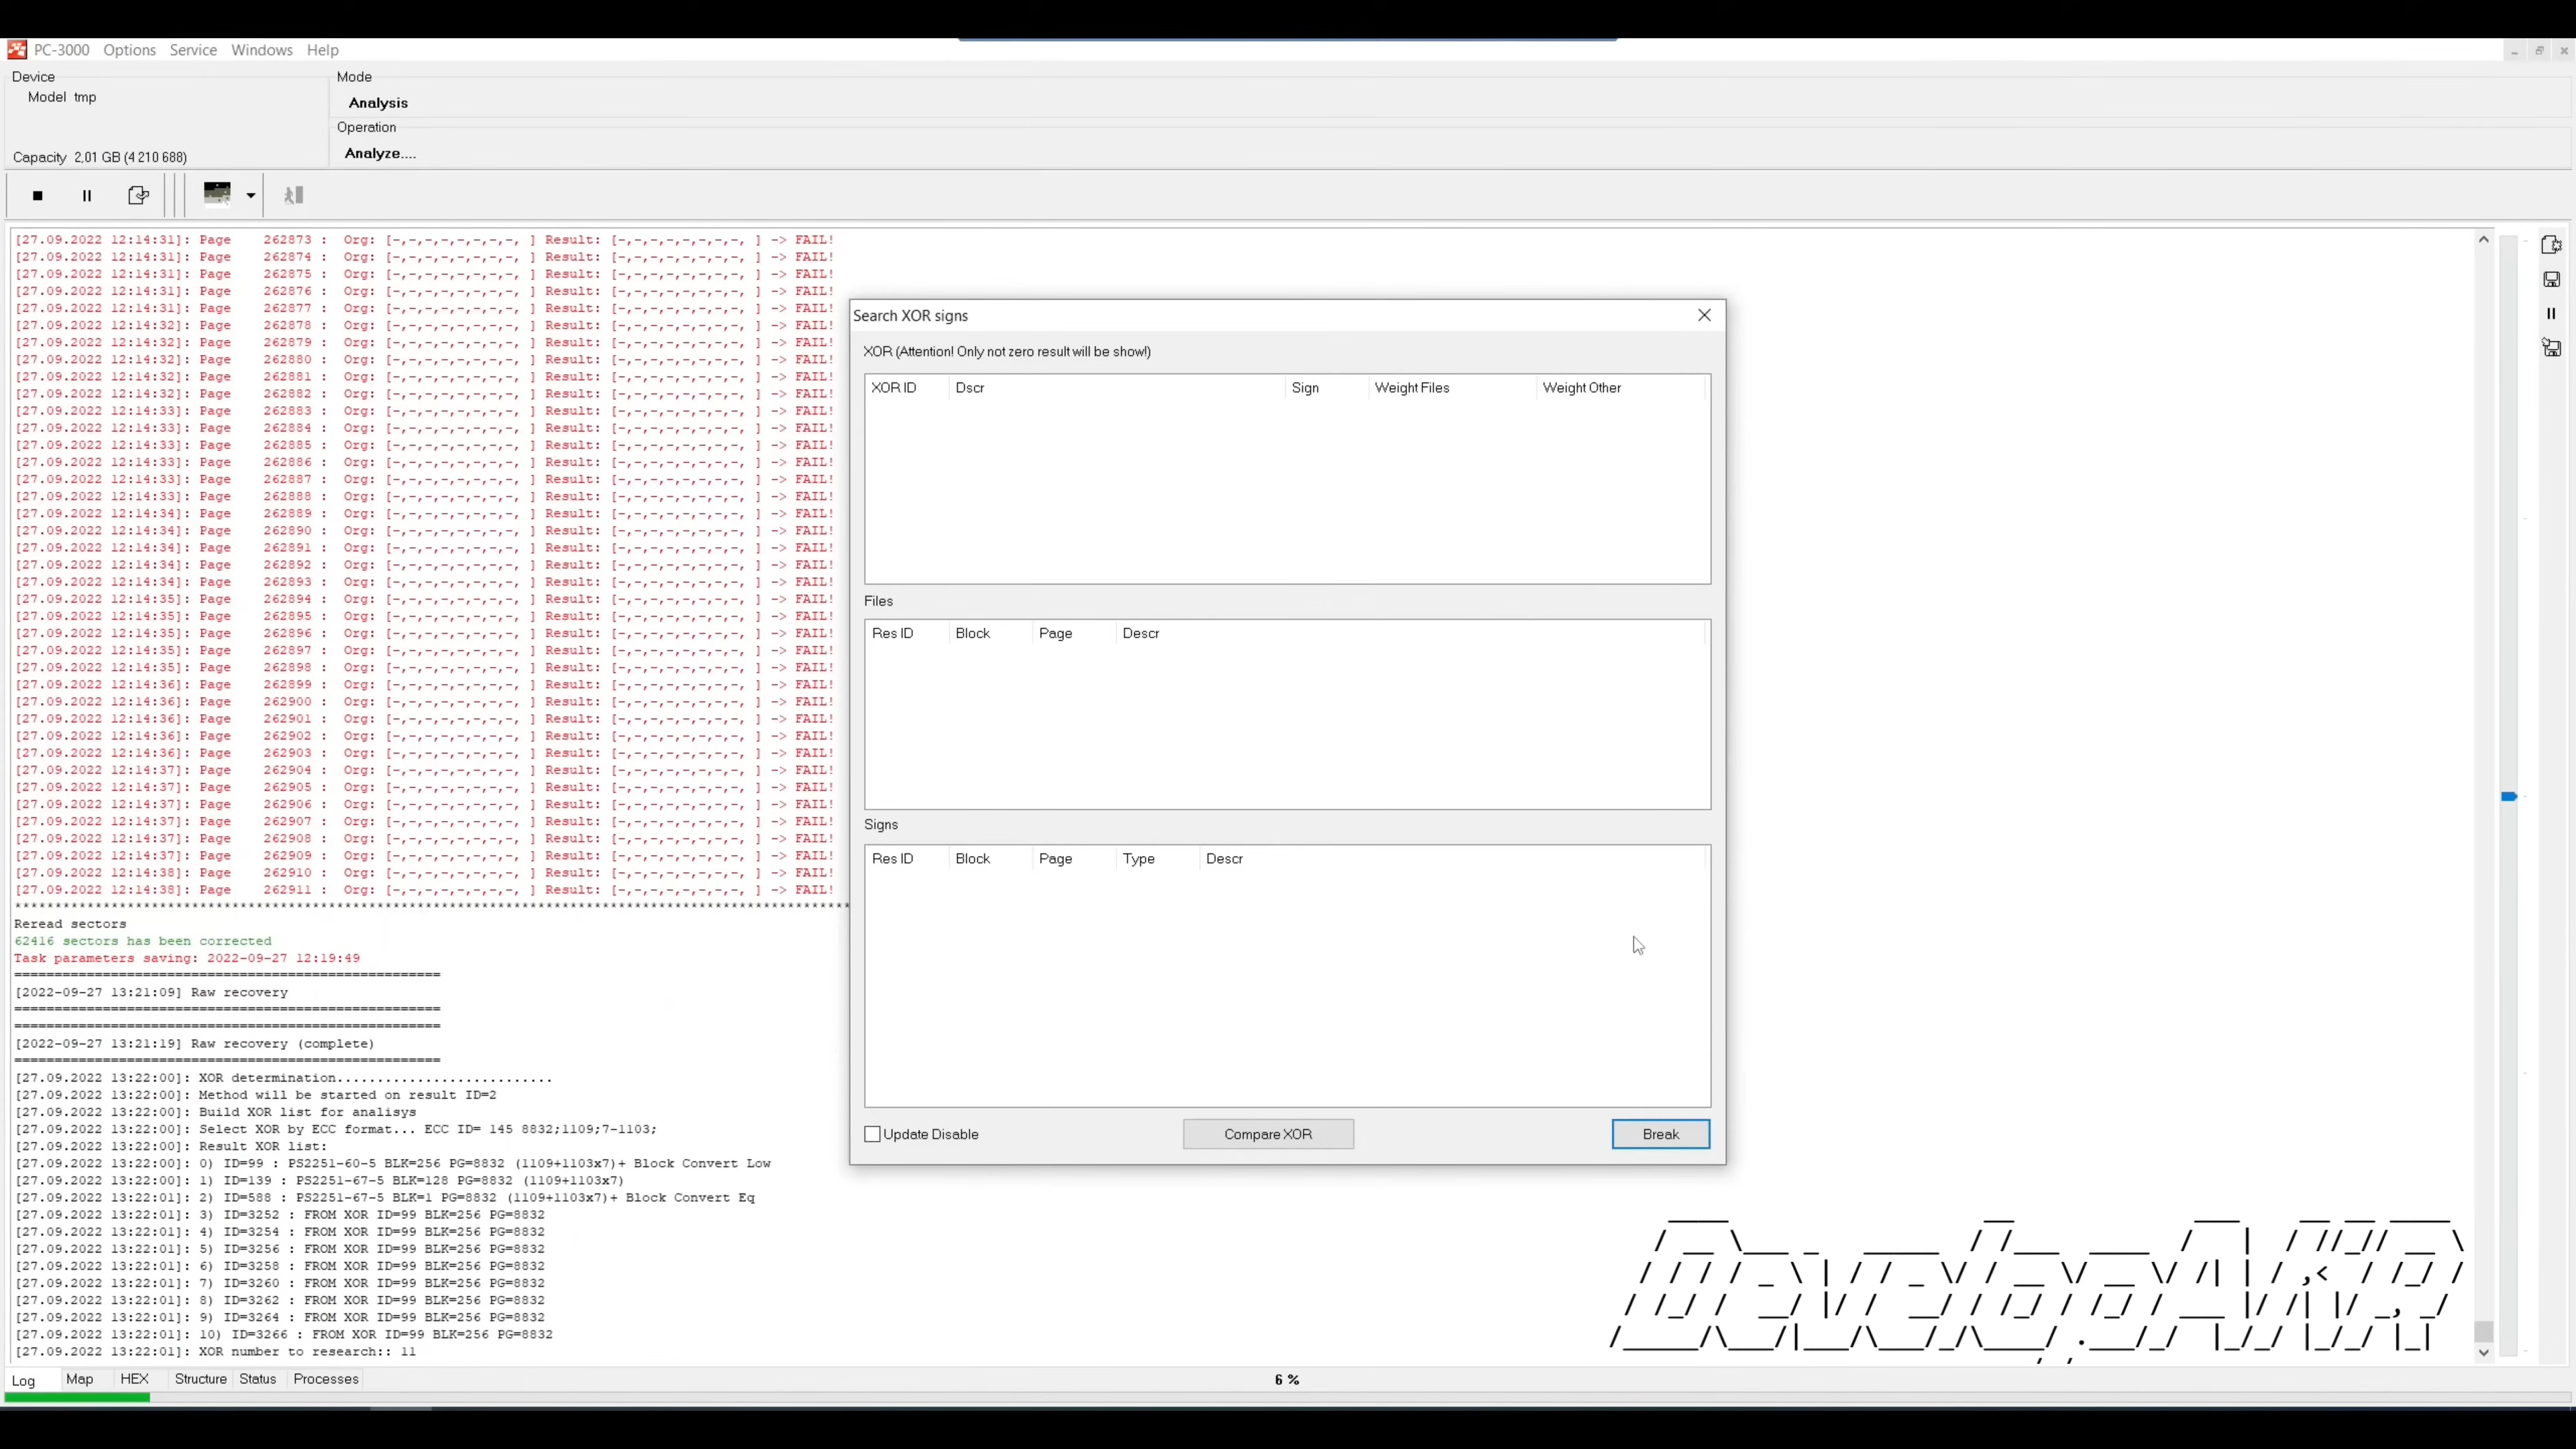 PC-3000 Options Service Windows Help
Device
Model tmp
Capacity 2,01 GB (4 210 688)
Mode
Analysis
Operation
Analyze....
[27.09.2022 12:14:31]: Page 262873 : Org: [-,-,-,-,-,-,-, ] Result: [-,-,-,-,-,-,-, ] -> FAIL!
[27.09.2022 12:14:31]: Page 262874 : Org: [-,-,-,-,-,-,-, ] Result: [-,-,-,-,-,-,-, ] -> FAIL!
[27.09.2022 12:14:31]: Page 262875 : Org: [-,-,-,-,-,-,-, ] Result: [-,-,-,-,-,-,-, ] -> FAIL!
[27.09.2022 12:14:31]: Page 262876 : Org: [-,-,-,-,-,-,-, ] Result: [-,-,-,-,-,-,-, ] -> FAIL!
[27.09.2022 12:14:31]: Page 262877 : Org: [-,-,-,-,-,-,-, ] Result: [-,-,-,-,-,-,-, ] -> FAIL!
[27.09.2022 12:14:32]: Page 262878 : Org: [-,-,-,-,-,-,-, ] Result: [-,-,-,-,-,-,-, ] -> FAIL!
[27.09.2022 12:14:32]: Page 262879 : Org: [-,-,-,-,-,-,-, ] Result: [-,-,-,-,-,-,-, ] -> FAIL!
[27.09.2022 12:14:32]: Page 262880 : Org: [-,-,-,-,-,-,-, ] Result: [-,-,-,-,-,-,-, ] -> FAIL!
[27.09.2022 12:14:32]: Page 262881 : Org: [-,-,-,-,-,-,-, ] Result: [-,-,-,-,-,-,-, ] -> FAIL!
[27.09.2022 12:14:32]: Page 262882 : Org: [-,-,-,-,-,-,-, ] Result: [-,-,-,-,-,-,-, ] -> FAIL!
[27.09.2022 12:14:33]: Page 262883 : Org: [-,-,-,-,-,-,-, ] Result: [-,-,-,-,-,-,-, ] -> FAIL!
[27.09.2022 12:14:33]: Page 262884 : Org: [-,-,-,-,-,-,-, ] Result: [-,-,-,-,-,-,-, ] -> FAIL!
[27.09.2022 12:14:33]: Page 262885 : Org: [-,-,-,-,-,-,-, ] Result: [-,-,-,-,-,-,-, ] -> FAIL!
[27.09.2022 12:14:33]: Page 262886 : Org: [-,-,-,-,-,-,-, ] Result: [-,-,-,-,-,-,-, ] -> FAIL!
[27.09.2022 12:14:33]: Page 262887 : Org: [-,-,-,-,-,-,-, ] Result: [-,-,-,-,-,-,-, ] -> FAIL!
[27.09.2022 12:14:33]: Page 262888 : Org: [-,-,-,-,-,-,-, ] Result: [-,-,-,-,-,-,-, ] -> FAIL!
[27.09.2022 12:14:34]: Page 262889 : Org: [-,-,-,-,-,-,-, ] Result: [-,-,-,-,-,-,-, ] -> FAIL!
[27.09.2022 12:14:34]: Page 262890 : Org: [-,-,-,-,-,-,-, ] Result: [-,-,-,-,-,-,-, ] -> FAIL!
[27.09.2022 12:14:34]: Page 262891 : Org: [-,-,-,-,-,-,-, ] Result: [-,-,-,-,-,-,-, ] -> FAIL!
[27.09.2022 12:14:34]: Page 262892 : Org: [-,-,-,-,-,-,-, ] Result: [-,-,-,-,-,-,-, ] -> FAIL!
[27.09.2022 12:14:34]: Page 262893 : Org: [-,-,-,-,-,-,-, ] Result: [-,-,-,-,-,-,-, ] -> FAIL!
[27.09.2022 12:14:35]: Page 262894 : Org: [-,-,-,-,-,-,-, ] Result: [-,-,-,-,-,-,-, ] -> FAIL!
[27.09.2022 12:14:35]: Page 262895 : Org: [-,-,-,-,-,-,-, ] Result: [-,-,-,-,-,-,-, ] -> FAIL!
[27.09.2022 12:14:35]: Page 262896 : Org: [-,-,-,-,-,-,-, ] Result: [-,-,-,-,-,-,-, ] -> FAIL!
[27.09.2022 12:14:35]: Page 262897 : Org: [-,-,-,-,-,-,-, ] Result: [-,-,-,-,-,-,-, ] -> FAIL!
[27.09.2022 12:14:35]: Page 262898 : Org: [-,-,-,-,-,-,-, ] Result: [-,-,-,-,-,-,-, ] -> FAIL!
[27.09.2022 12:14:36]: Page 262899 : Org: [-,-,-,-,-,-,-, ] Result: [-,-,-,-,-,-,-, ] -> FAIL!
[27.09.2022 12:14:36]: Page 262900 : Org: [-,-,-,-,-,-,-, ] Result: [-,-,-,-,-,-,-, ] -> FAIL!
[27.09.2022 12:14:36]: Page 262901 : Org: [-,-,-,-,-,-,-, ] Result: [-,-,-,-,-,-,-, ] -> FAIL!
[27.09.2022 12:14:36]: Page 262902 : Org: [-,-,-,-,-,-,-, ] Result: [-,-,-,-,-,-,-, ] -> FAIL!
[27.09.2022 12:14:36]: Page 262903 : Org: [-,-,-,-,-,-,-, ] Result: [-,-,-,-,-,-,-, ] -> FAIL!
[27.09.2022 12:14:37]: Page 262904 : Org: [-,-,-,-,-,-,-, ] Result: [-,-,-,-,-,-,-, ] -> FAIL!
[27.09.2022 12:14:37]: Page 262905 : Org: [-,-,-,-,-,-,-, ] Result: [-,-,-,-,-,-,-, ] -> FAIL!
[27.09.2022 12:14:37]: Page 262906 : Org: [-,-,-,-,-,-,-, ] Result: [-,-,-,-,-,-,-, ] -> FAIL!
[27.09.2022 12:14:37]: Page 262907 : Org: [-,-,-,-,-,-,-, ] Result: [-,-,-,-,-,-,-, ] -> FAIL!
[27.09.2022 12:14:37]: Page 262908 : Org: [-,-,-,-,-,-,-, ] Result: [-,-,-,-,-,-,-, ] -> FAIL!
[27.09.2022 12:14:37]: Page 262909 : Org: [-,-,-,-,-,-,-, ] Result: [-,-,-,-,-,-,-, ] -> FAIL!
[27.09.2022 12:14:38]: Page 262910 : Org: [-,-,-,-,-,-,-, ] Result: [-,-,-,-,-,-,-, ] -> FAIL!
[27.09.2022 12:14:38]: Page 262911 : Org: [-,-,-,-,-,-,-, ] Result: [-,-,-,-,-,-,-, ] -> FAIL!
Reread sectors
62416 sectors has been corrected
Task parameters saving: 2022-09-27 12:19:49
[2022-09-27 13:21:09] Raw recovery
[2022-09-27 13:21:19] Raw recovery (complete)
[27.09.2022 13:22:00]: XOR determination...........................
[27.09.2022 13:22:00]: Method will be started on result ID=2
[27.09.2022 13:22:00]: Build XOR list for analisys
[27.09.2022 13:22:00]: Select XOR by ECC format... ECC ID= 145 8832;1109;7-1103;
[27.09.2022 13:22:00]: Result XOR list:
[27.09.2022 13:22:00]: 0) ID=99 : PS2251-60-5 BLK=256 PG=8832 (1109+1103x7)+ Block Convert Low
[27.09.2022 13:22:01]: 1) ID=139 : PS2251-67-5 BLK=128 PG=8832 (1109+1103x7)
[27.09.2022 13:22:01]: 2) ID=588 : PS2251-67-5 BLK=1 PG=8832 (1109+1103x7)+ Block Convert Eq
[27.09.2022 13:22:01]: 3) ID=3252 : FROM XOR ID=99 BLK=256 PG=8832
[27.09.2022 13:22:01]: 4) ID=3254 : FROM XOR ID=99 BLK=256 PG=8832
[27.09.2022 13:22:01]: 5) ID=3256 : FROM XOR ID=99 BLK=256 PG=8832
[27.09.2022 13:22:01]: 6) ID=3258 : FROM XOR ID=99 BLK=256 PG=8832
[27.09.2022 13:22:01]: 7) ID=3260 : FROM XOR ID=99 BLK=256 PG=8832
[27.09.2022 13:22:01]: 8) ID=3262 : FROM XOR ID=99 BLK=256 PG=8832
[27.09.2022 13:22:01]: 9) ID=3264 : FROM XOR ID=99 BLK=256 PG=8832
[27.09.2022 13:22:01]: 10) ID=3266 : FROM XOR ID=99 BLK=256 PG=8832
[27.09.2022 13:22:01]: XOR number to research:: 11
Search XOR signs
XOR (Attention! Only not zero result will be show!)
XOR ID Dscr Sign Weight Files Weight Other
Files
Res ID Block Page Descr
Signs
Res ID Block Page Type Descr
Update Disable Compare XOR Break
DevelopAKR
Log Map HEX Structure Status Processes 6 %